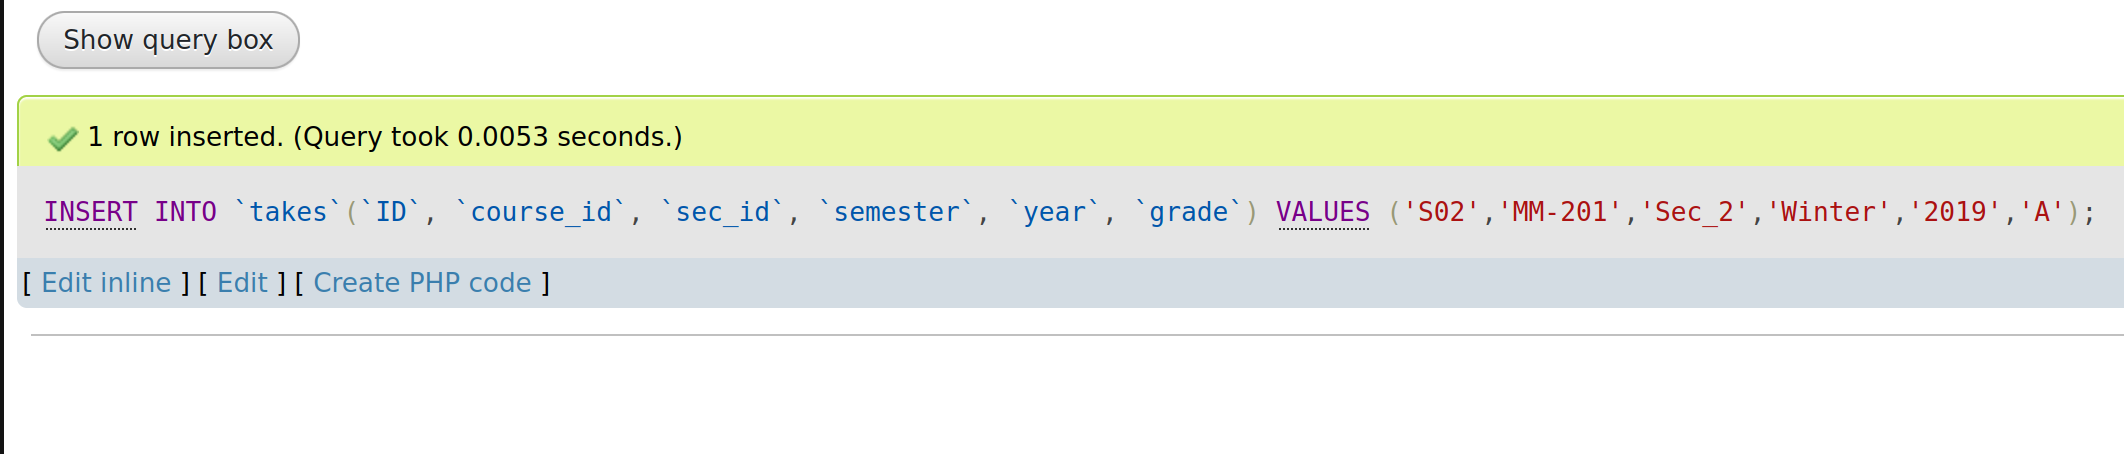 Show query box
1 row inserted. (Query took 0.0053 seconds.)
INSERT INTO `takes`(`ID`, `course_id`, `sec_id`, `semester`, `year`, `grade`) VALUES ('S02','MM-201','Sec_2','Winter','2019','A');
[ Edit inline ] [ Edit ] [ Create PHP code ]